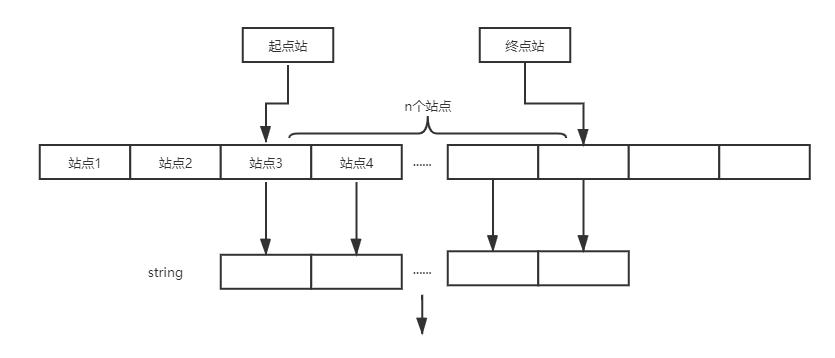 起点站
终点站
n个站点
站点1
站点2
站点3
站点4
......
string
......